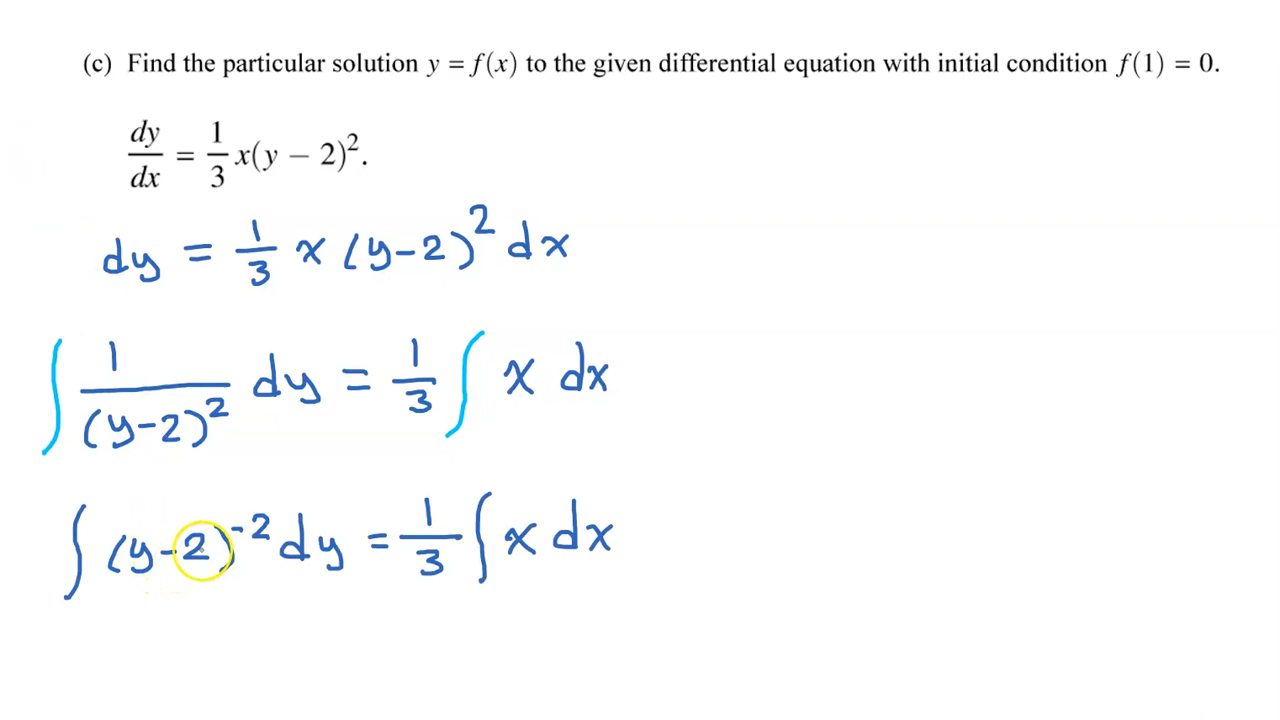 (c) Find the particular solution y = f(x) to the given differential equation with initial condition f(1) = 0.
dy/dx = 1/3 x(y − 2)².
dy = 1/3 x (y-2)² dx
∫ 1/(y-2)² dy = 1/3 ∫ x dx
∫ (y-2)⁻² dy = 1/3 ∫ x dx